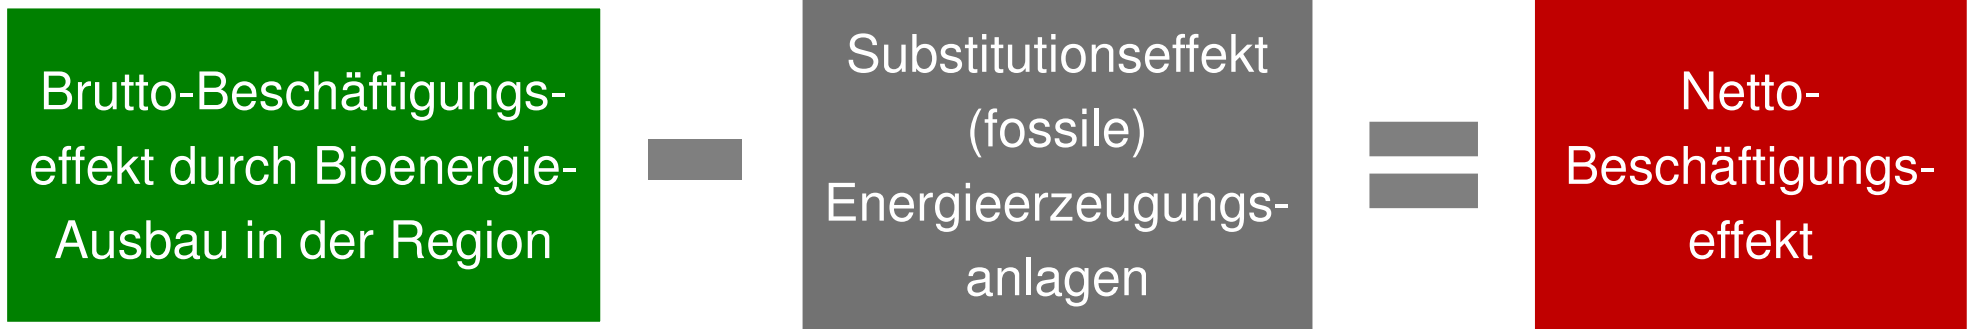 Brutto-Beschäftigungs-
effekt durch Bioenergie-
Ausbau in der Region
Substitutionseffekt
(fossile)
Energieerzeugungs-
anlagen
Netto-
Beschäftigungs-
effekt